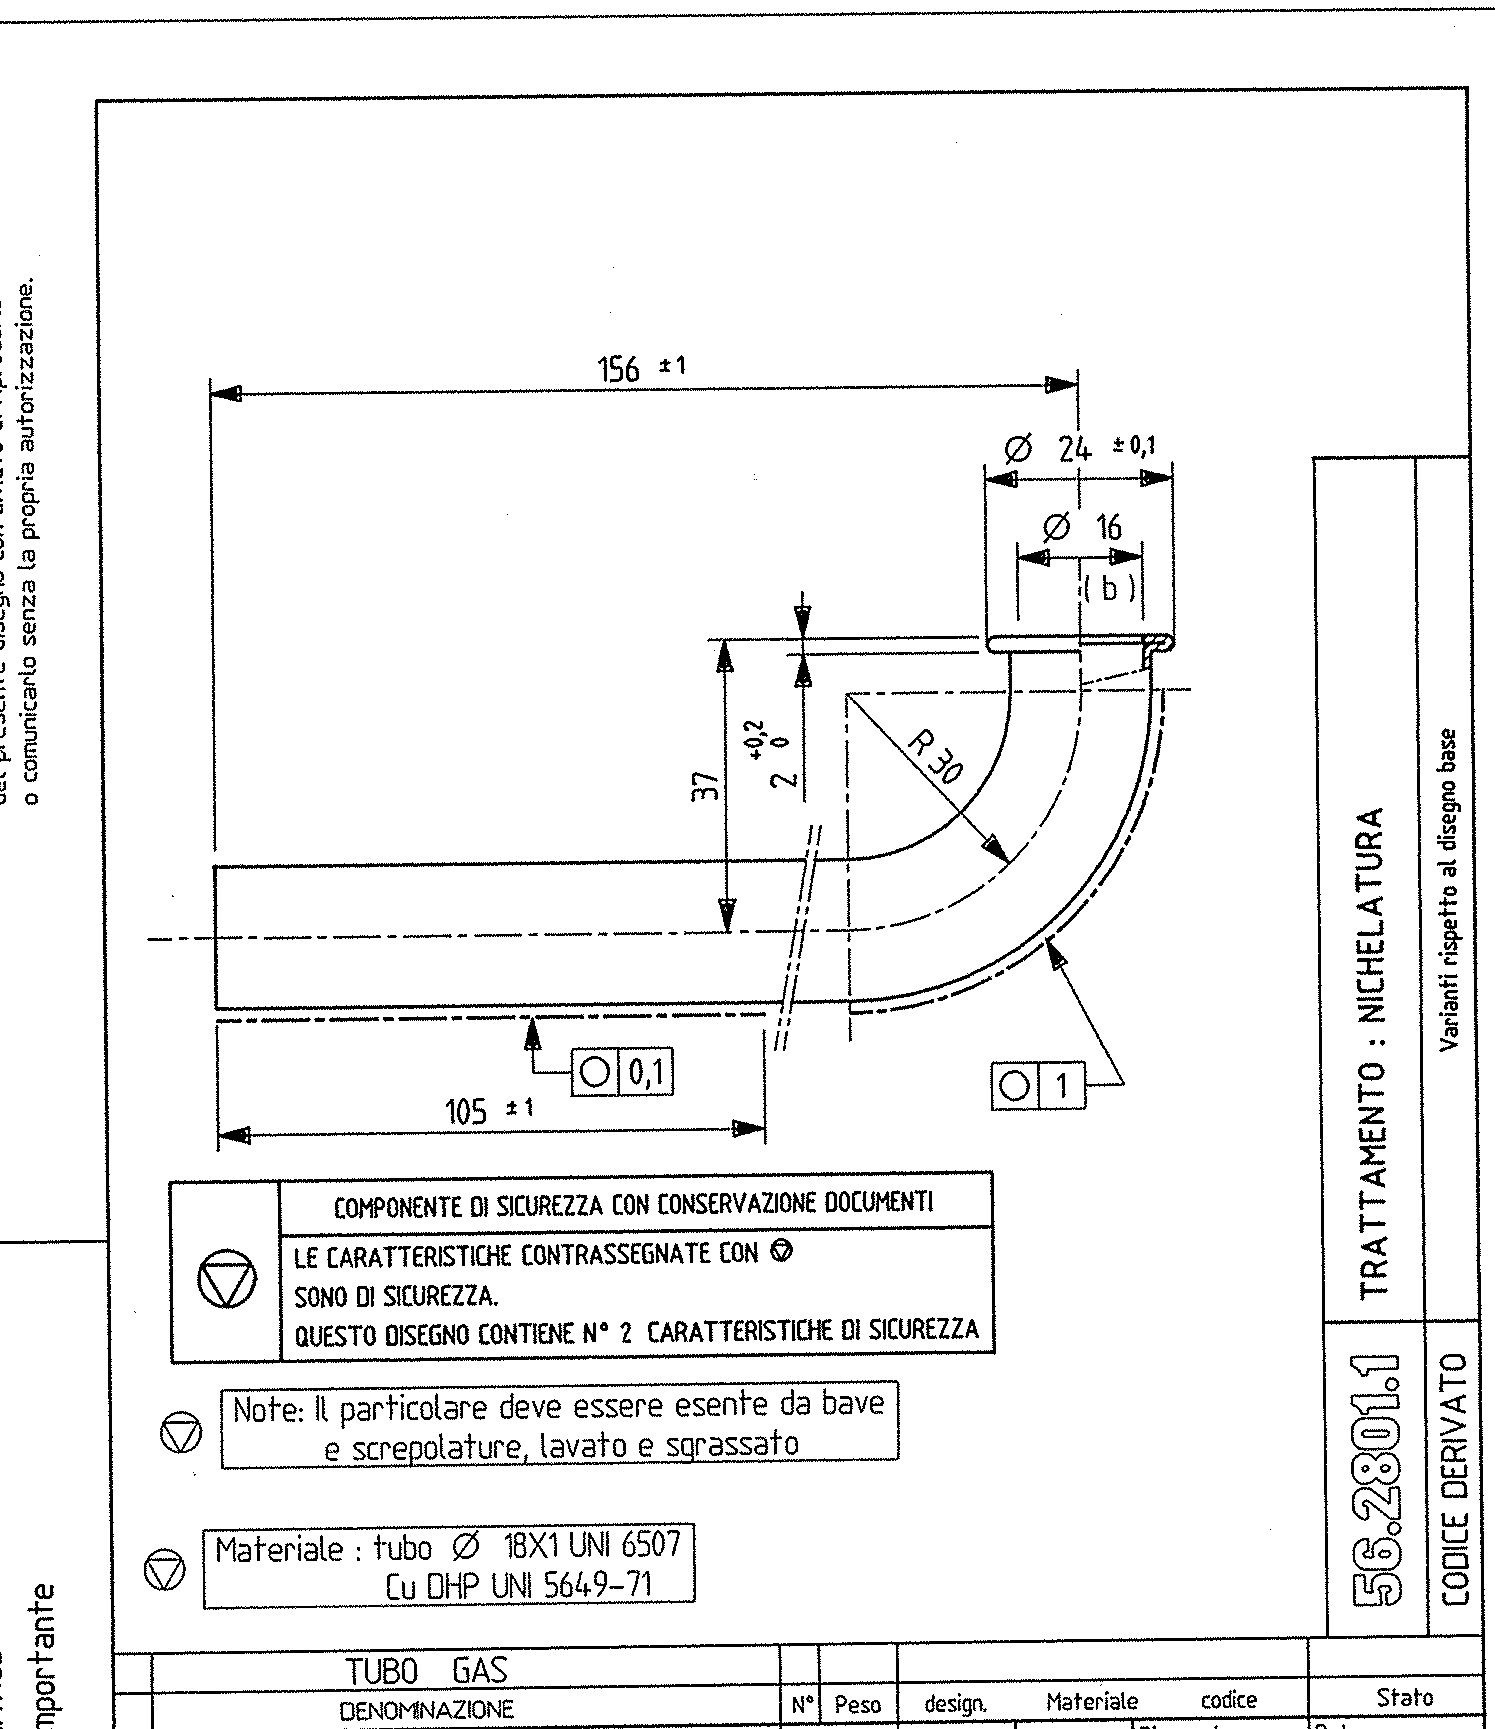 o comunicarlo senza la propria autorizzazione.
156 ±1
Ø 24 ±0,1
Ø 16
(b)
37
2 +0,2 0
R 30
0,1
1
105 ±1
COMPONENTE DI SICUREZZA CON CONSERVAZIONE DOCUMENTI
LE CARATTERISTICHE CONTRASSEGNATE CON
SONO DI SICUREZZA.
QUESTO DISEGNO CONTIENE N° 2 CARATTERISTICHE DI SICUREZZA
Note: Il particolare deve essere esente da bave
e screpolature, lavato e sgrassato
Materiale : tubo Ø 18X1 UNI 6507
Cu DHP UNI 5649-71
TRATTAMENTO : NICHELATURA
Varianti rispetto al disegno base
56.2801.1
CODICE DERIVATO
TUBO GAS
DENOMINAZIONE
N° Peso design. Materiale codice Stato